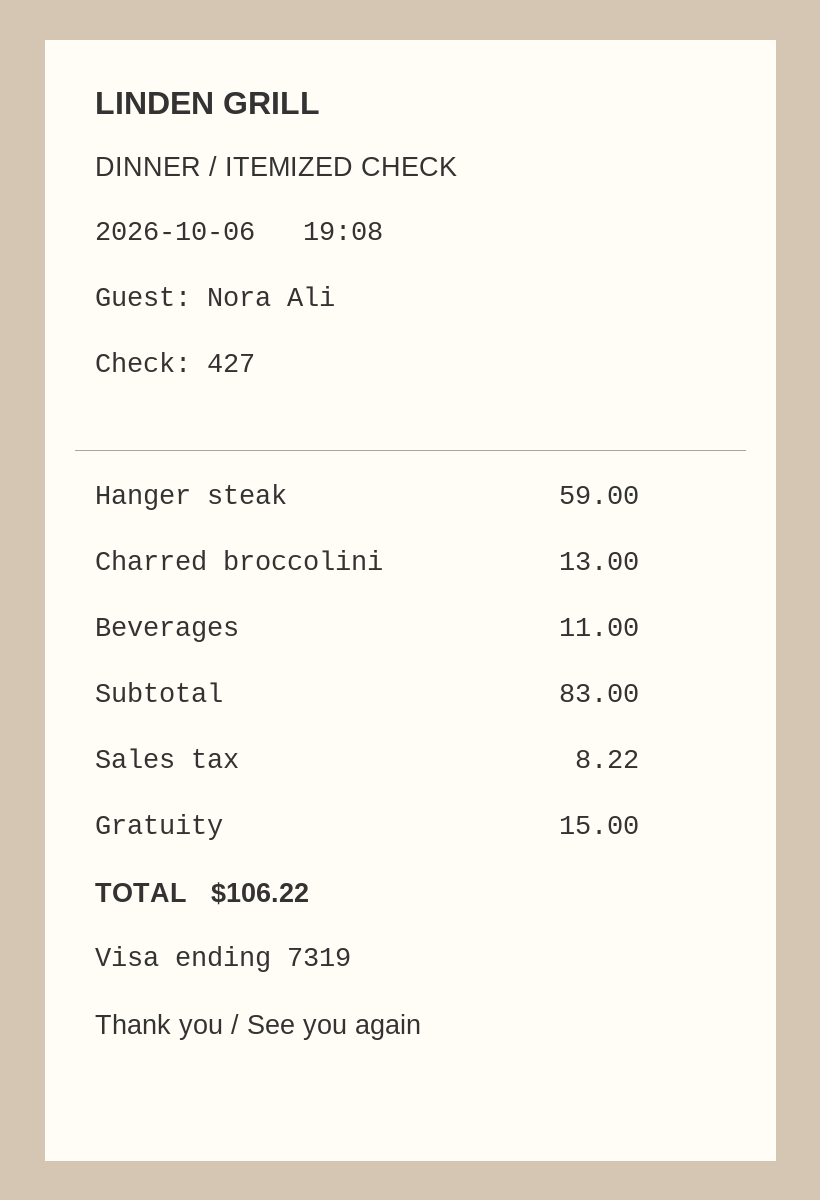 LINDEN GRILL
DINNER / ITEMIZED CHECK
2026-10-06   19:08
Guest: Nora Ali
Check: 427
Hanger steak 59.00
Charred broccolini 13.00
Beverages 11.00
Subtotal 83.00
Sales tax 8.22
Gratuity 15.00
TOTAL $106.22
Visa ending 7319
Thank you / See you again